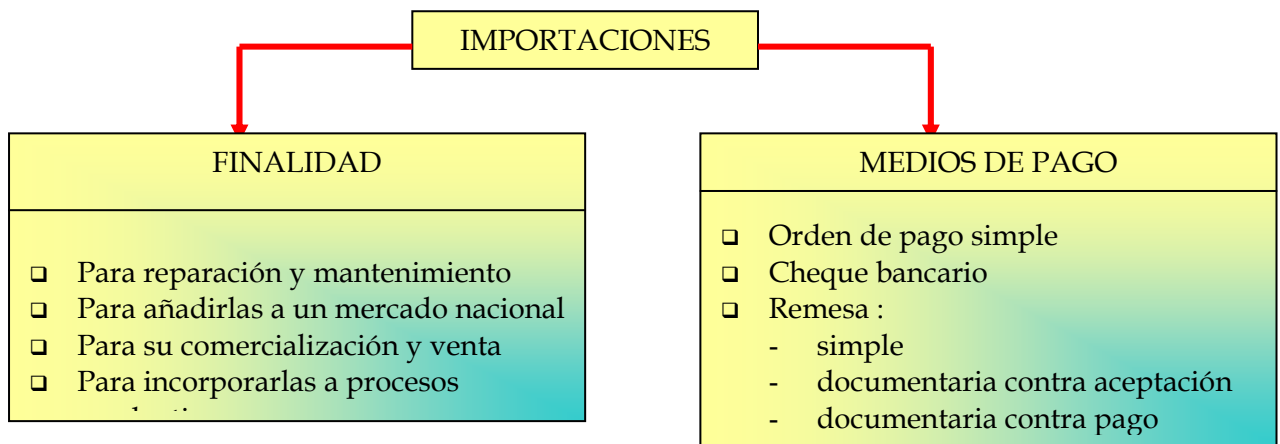 IMPORTACIONES
FINALIDAD
Para reparación y mantenimiento
Para añadirlas a un mercado nacional
Para su comercialización y venta
Para incorporarlas a procesos
MEDIOS DE PAGO
Orden de pago simple
Cheque bancario
Remesa :
- simple
- documentaria contra aceptación
- documentaria contra pago